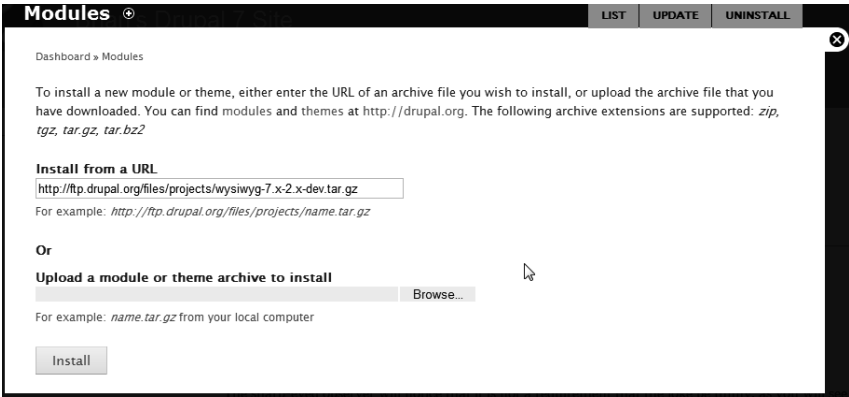 Modules
Drupal 7 Site
LIST UPDATE UNINSTALL
Dashboard » Modules
To install a new module or theme, either enter the URL of an archive file you wish to install, or upload the archive file that you
have downloaded. You can find modules and themes at http://drupal.org. The following archive extensions are supported: zip,
tgz, tar.gz, tar.bz2
Install from a URL
http://ftp.drupal.org/files/projects/wysiwyg-7.x-2.x-dev.tar.gz
For example: http://ftp.drupal.org/files/projects/name.tar.gz
Or
Upload a module or theme archive to install
Browse...
For example: name.tar.gz from your local computer
Install